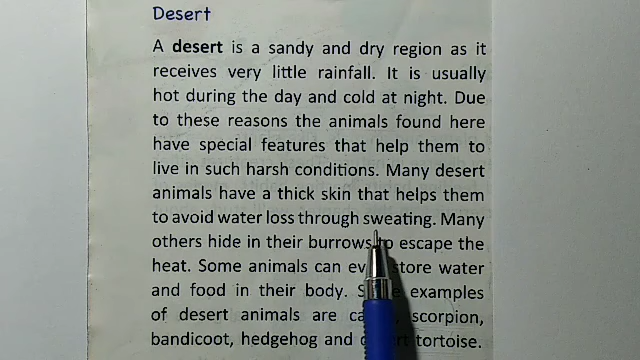 Desert
A desert is a sandy and dry region as it
receives very little rainfall. It is usually
hot during the day and cold at night. Due
to these reasons the animals found here
have special features that help them to
live in such harsh conditions. Many desert
animals have a thick skin that helps them
to avoid water loss through sweating. Many
others hide in their burrows to escape the
heat. Some animals can even store water
and food in their body. Some examples
of desert animals are scorpion,
bandicoot, hedgehog and desert tortoise.